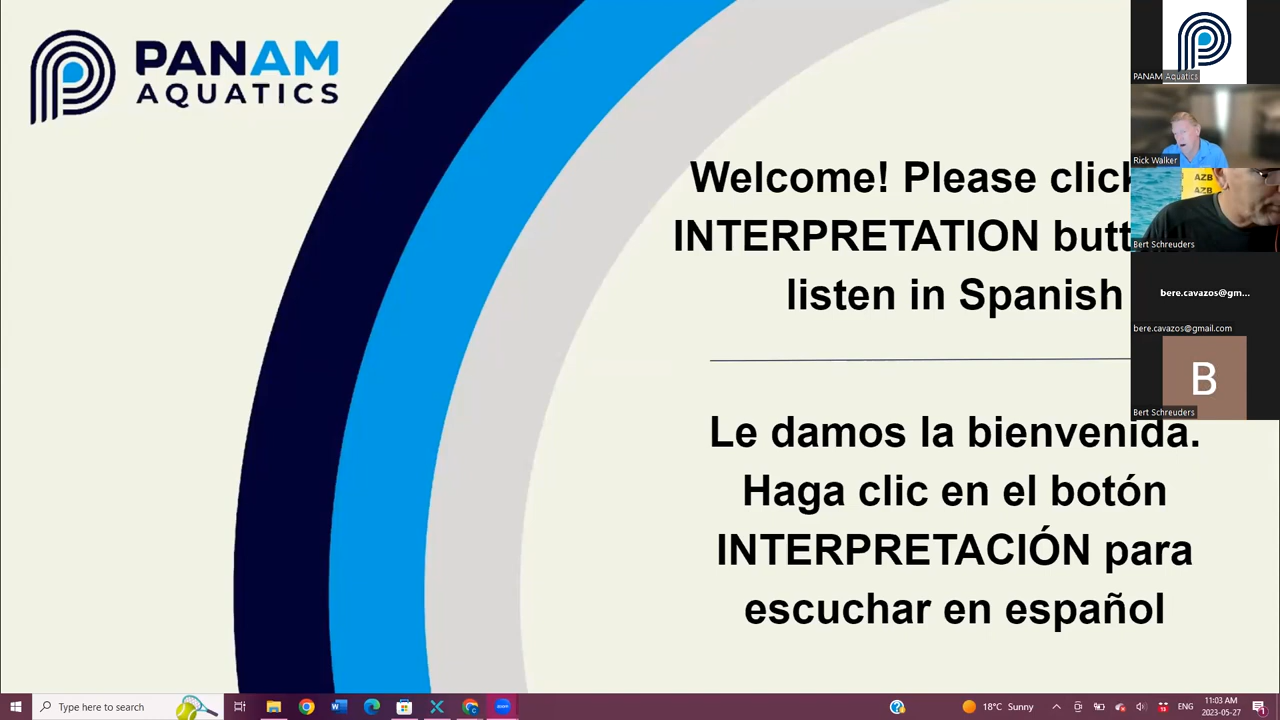 PANAM
AQUATICS
Welcome! Please click
INTERPRETATION butt
listen in Spanish
Le damos la bienvenida.
Haga clic en el botón
INTERPRETACIÓN para
escuchar en español
PANAM Aquatics
Rick Walker
AZB
AZB
Bert Schreuders
bere.cavazos@gm...
bere.cavazos@gmail.com
B
Bert Schreuders
Type here to search
18°C Sunny
ENG
11:03 AM
2023-05-27